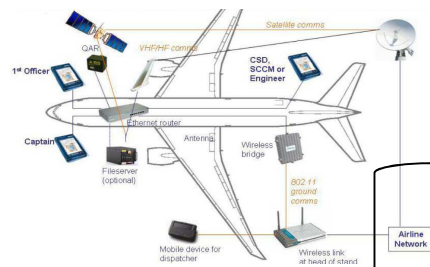 Satellite comms
QAR
VHF/HF comms
1st Officer
CSD,
SCCM or
Engineer
Ethernet router
Captain
Antenna
Wireless
bridge
Fileserver
(optional)
802.11
ground
comms
Airline
Network
Mobile device for
dispatcher
Wireless link
at head of stand